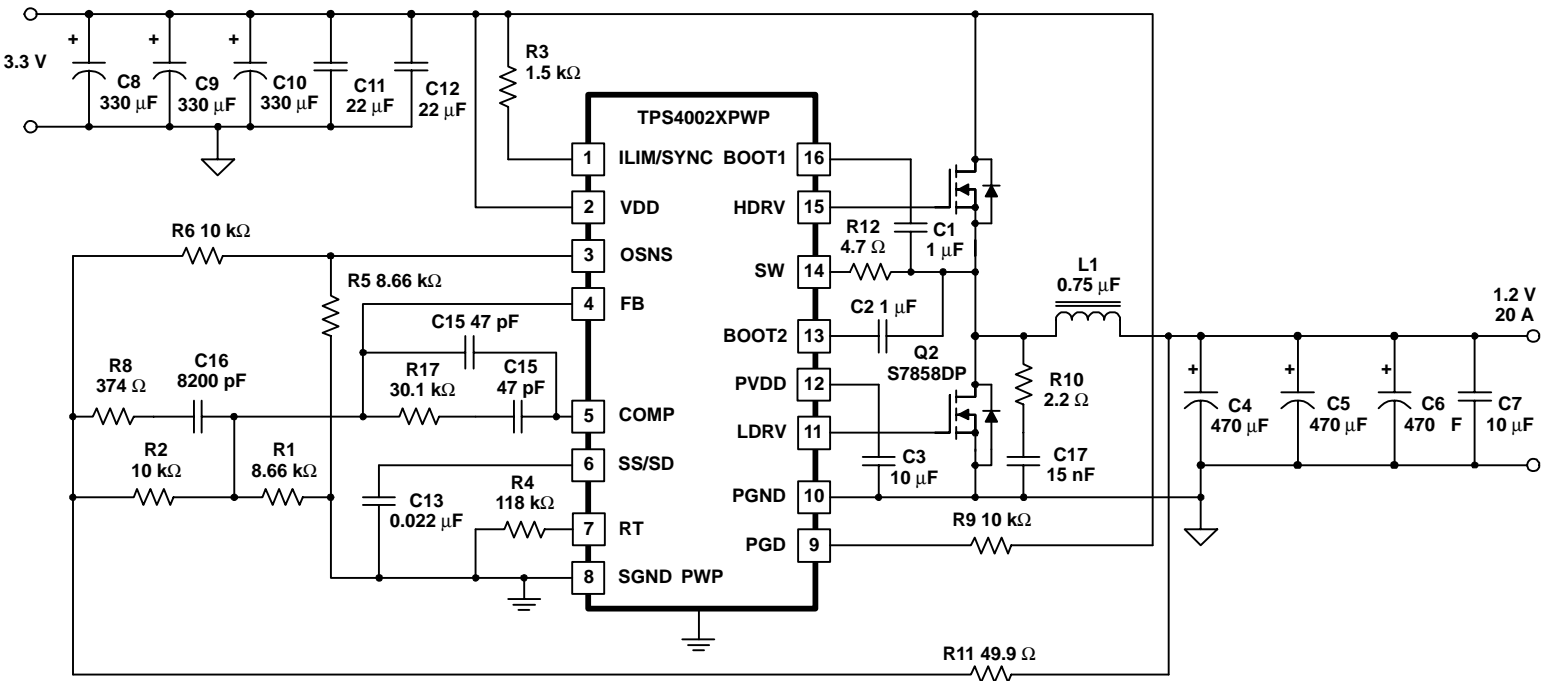 3.3 V
+
C8
330 μF
+
C9
330 μF
+
C10
330 μF
C11
22 μF
C12
22 μF
R3
1.5 kΩ
TPS4002XPWP
1
ILIM/SYNC
BOOT1
16
2
VDD
HDRV
15
3
OSNS
SW
14
4
FB
BOOT2
13
PVDD
12
5
COMP
LDRV
11
6
SS/SD
PGND
10
7
RT
PGD
9
8
SGND PWP
R6 10 kΩ
R5 8.66 kΩ
C15 47 pF
R8
374 Ω
C16
8200 pF
R17
30.1 kΩ
C15
47 pF
R2
10 kΩ
R1
8.66 kΩ
C13
0.022 μF
R4
118 kΩ
R12
4.7 Ω
C1
1 μF
C2 1 μF
Q2
S7858DP
C3
10 μF
R10
2.2 Ω
C17
15 nF
L1
0.75 μF
1.2 V
20 A
+
C4
470 μF
+
C5
470 μF
+
C6
470 F
C7
10 μF
R9 10 kΩ
R11 49.9 Ω